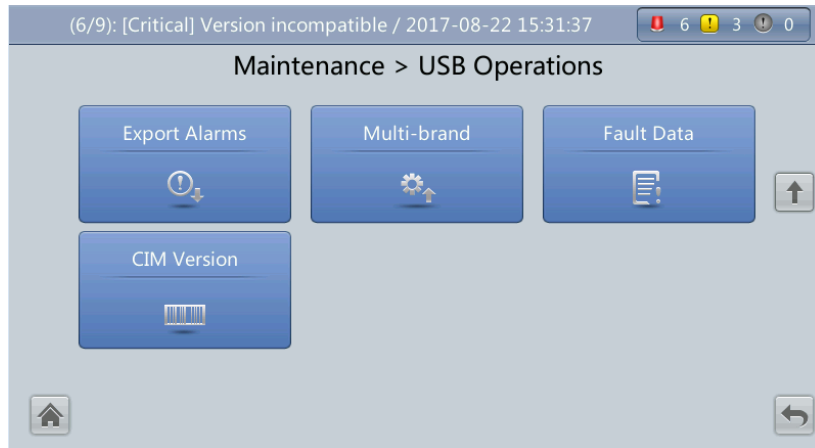 (6/9): [Critical] Version incompatible / 2017-08-22 15:31:37 6 3 0
Maintenance > USB Operations
Export Alarms Multi-brand Fault Data
CIM Version